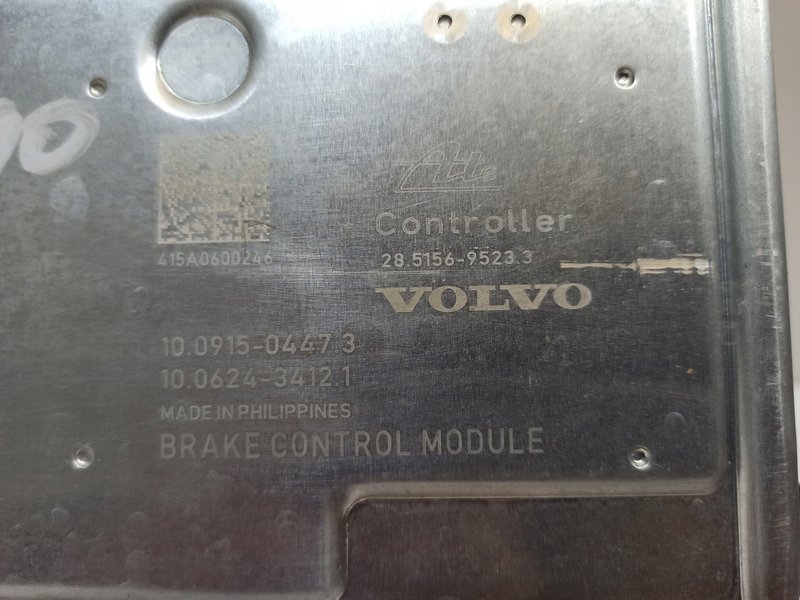 00
Ate
Controller
415A0600246
28.5156-9523.3
VOLVO
10.0915-0447.3
10.0624-3412.1
MADE IN PHILIPPINES
BRAKE CONTROL MODULE